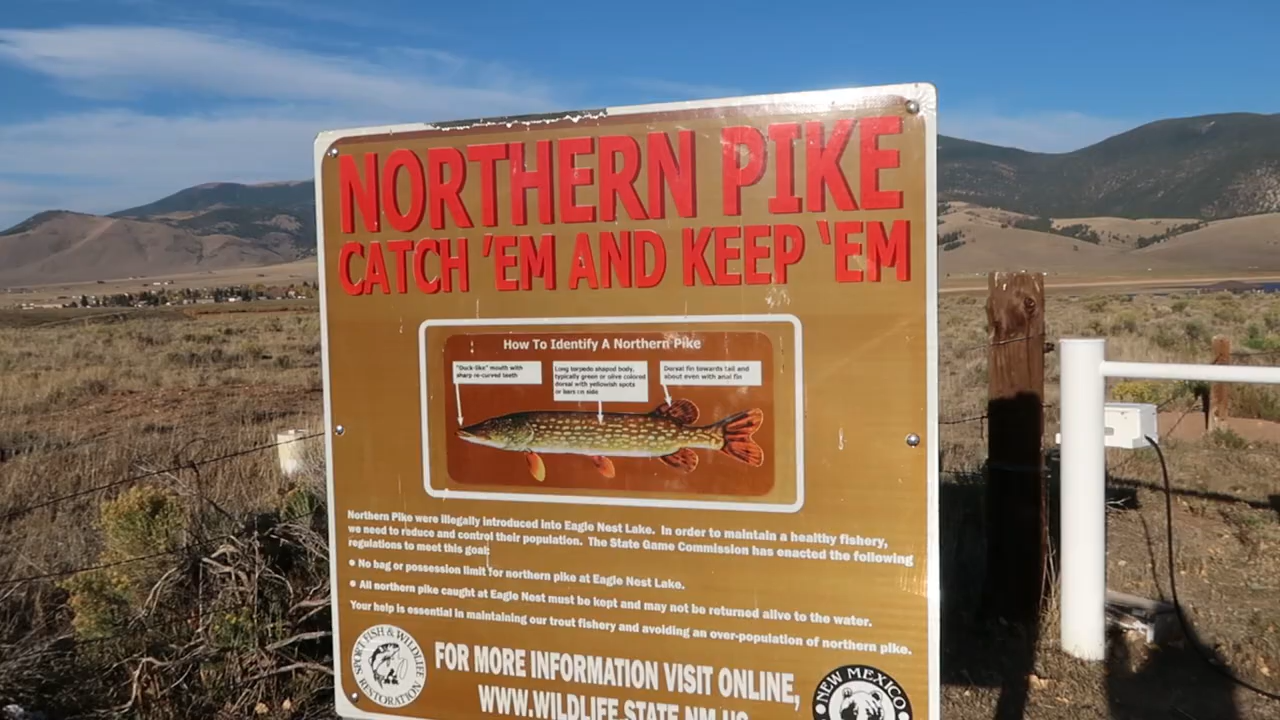 NORTHERN PIKE
CATCH 'EM AND KEEP 'EM
How To Identify A Northern Pike
"Duck-like" mouth with
sharp re-curved teeth
Long torpedo shaped body,
typically green or olive colored
dorsal with yellowish spots
or bars on side
Dorsal fin towards tail and
about even with anal fin
Northern Pike were illegally introduced into Eagle Nest Lake. In order to maintain a healthy fishery,
we need to reduce and control their population. The State Game Commission has enacted the following
regulations to meet this goal:
• No bag or possession limit for northern pike at Eagle Nest Lake.
• All northern pike caught at Eagle Nest must be kept and may not be returned alive to the water.
Your help is essential in maintaining our trout fishery and avoiding an over-population of northern pike.
SPORT FISH & WILDLIFE
RESTORATION
FOR MORE INFORMATION VISIT ONLINE,
WWW.WILDLIFE.STATE.NM.US
NEW MEXICO